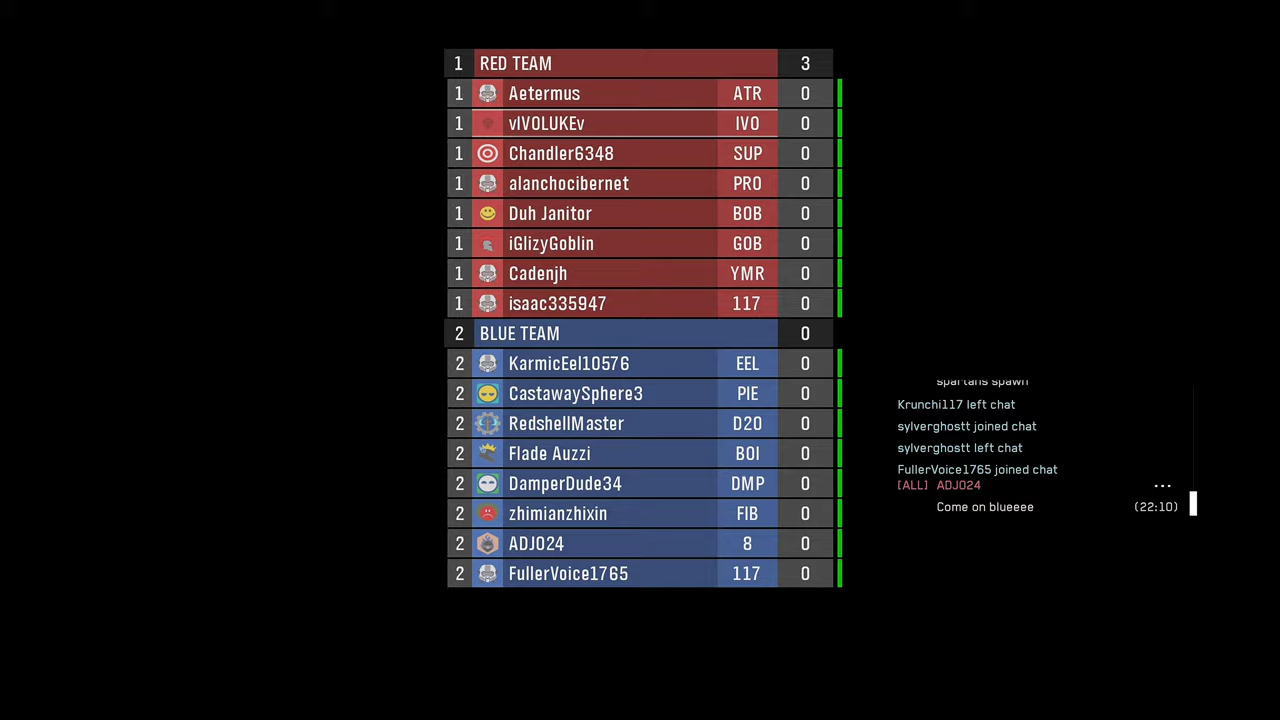 1 RED TEAM 3
1 Aetermus ATR 0
1 vIVOLUKEv IVO 0
1 Chandler6348 SUP 0
1 alanchocibernet PRO 0
1 Duh Janitor BOB 0
1 iGlizyGoblin GOB 0
1 Cadenjh YMR 0
1 isaac335947 117 0
2 BLUE TEAM 0
2 KarmicEel10576 EEL 0
2 CastawaySphere3 PIE 0
2 RedshellMaster D20 0
2 Flade Auzzi BOI 0
2 DamperDude34 DMP 0
2 zhimianzhixin FIB 0
2 ADJ024 8 0
2 FullerVoice1765 117 0
spartans spawn
Krunchi117 left chat
sylverghostt joined chat
sylverghostt left chat
FullerVoice1765 joined chat
[ALL] ADJ024 ...
Come on blueeee (22:10)